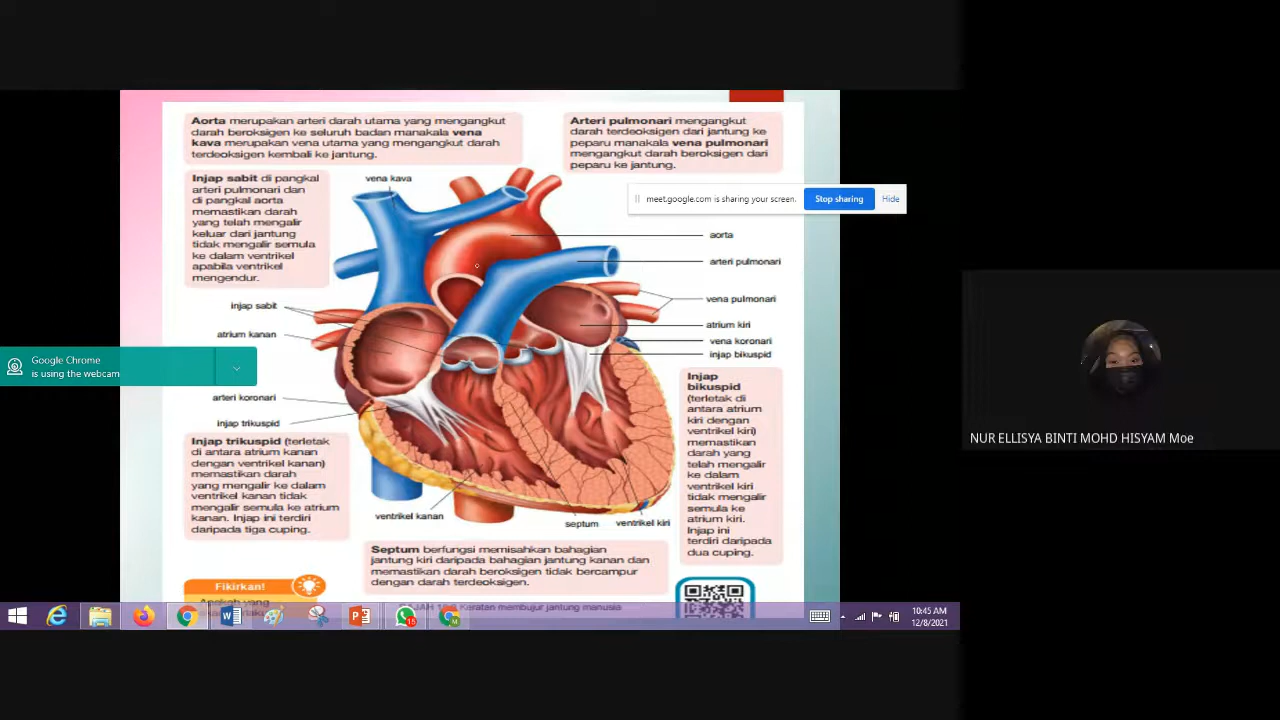 Aorta merupakan arteri darah utama yang mengangkut
darah beroksigen ke seluruh badan manakala vena
kava merupakan vena utama yang mengangkut darah
terdeoksigen kembali ke jantung.
Arteri pulmonari mengangkut
darah terdeoksigen dari jantung ke
peparu manakala vena pulmonari
mengangkut darah beroksigen dari
peparu ke jantung.
Injap sabit di pangkal
arteri pulmonari dan
di pangkal aorta
memastikan darah
yang telah mengalir
keluar dari jantung
tidak mengalir semula
ke dalam ventrikel
apabila ventrikel
mengendur.
vena kava
meet.google.com is sharing your screen.
Stop sharing
Hide
aorta
arteri pulmonari
vena pulmonari
atrium kiri
vena koronari
injap bikuspid
injap sabit
atrium kanan
Google Chrome
is using the webcam
arteri koronari
injap trikuspid
Injap trikuspid (terletak
di antara atrium kanan
dengan ventrikel kanan)
memastikan darah
yang mengalir ke dalam
ventrikel kanan tidak
mengalir semula ke atrium
kanan. Injap ini terdiri
daripada tiga cuping.
Injap
bikuspid
(terletak di
antara atrium
kiri dengan
ventrikel kiri)
memastikan
darah yang
telah mengalir
ke dalam
ventrikel kiri
tidak mengalir
semula ke
atrium kiri.
Injap ini
terdiri daripada
dua cuping.
ventrikel kanan
septum
ventrikel kiri
Septum berfungsi memisahkan bahagian
jantung kiri daripada bahagian jantung kanan dan
memastikan darah beroksigen tidak bercampur
dengan darah terdeoksigen.
Fikirkan!
Apakah yang
Keratan membujur jantung manusia
15
10:45 AM
12/8/2021
NUR ELLISYA BINTI MOHD HISYAM Moe